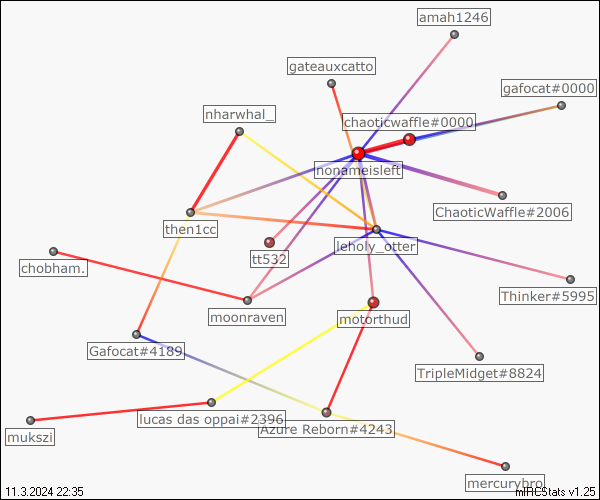 amah1246
gateauxcatto
gafocat#0000
nharwhal_
chaoticwaffle#0000
nonameisleft
ChaoticWaffle#2006
then1cc
leholy_otter
tt532
chobham.
Thinker#5995
moonraven
motorthud
Gafocat#4189
TripleMidget#8824
lucas das oppai#2396
Azure Reborn#4243
mukszi
mercurybro
11.3.2024 22:35
mIRCStats v1.25